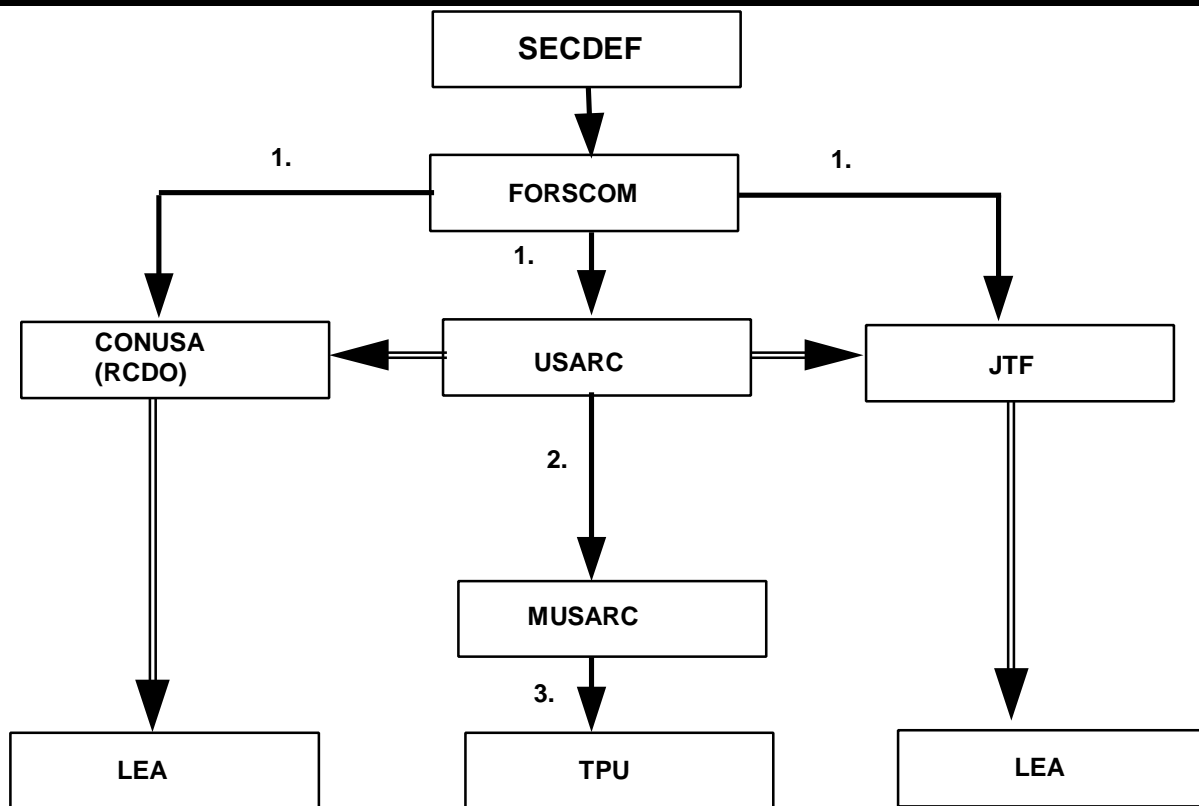 SECDEF
1.
1.
FORSCOM
1.
CONUSA
(RCDO)
USARC
JTF
2.
MUSARC
3.
LEA
TPU
LEA